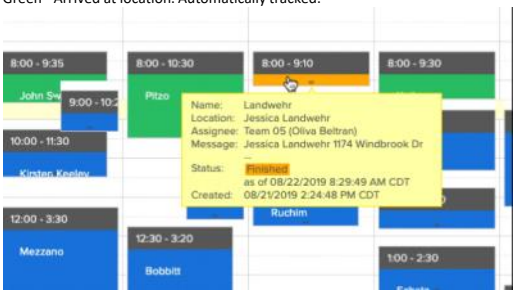 Green - Arrived at location. Automatically tracked.
8:00 - 9:35
8:00 - 10:30
8:00 - 9:10
8:00 - 9:30
John
9:00 - 10:2
Pitzo
Name: Landwehr
Location: Jessica Landwehr
Assignee: Team 05 (Oliva Beltran)
Message: Jessica Landwehr 1174 Windbrook Dr
...
Status: Finished
as of 08/22/2019 8:29:49 AM CDT
Created: 08/21/2019 2:24:48 PM CDT
10:00 - 11:30
Kirsten Keeley
Ruchim
12:00 - 3:30
Mezzano
12:30 - 3:20
Bobbitt
1:00 - 2:30